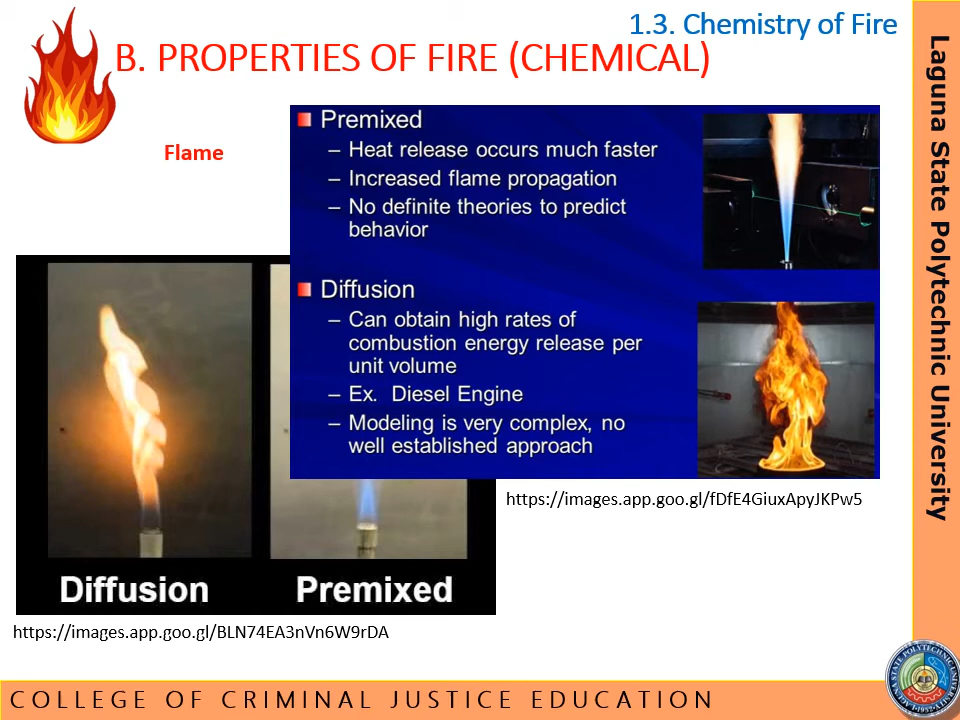 1.3. Chemistry of Fire
B. PROPERTIES OF FIRE (CHEMICAL)
Flame
Premixed
– Heat release occurs much faster
– Increased flame propagation
– No definite theories to predict
behavior
Diffusion
– Can obtain high rates of
combustion energy release per
unit volume
– Ex. Diesel Engine
– Modeling is very complex, no
well established approach
https://images.app.goo.gl/fDfE4GiuxApyJKPw5
Diffusion
Premixed
https://images.app.goo.gl/BLN74EA3nVn6W9rDA
Laguna State Polytechnic University
COLLEGE OF CRIMINAL JUSTICE EDUCATION